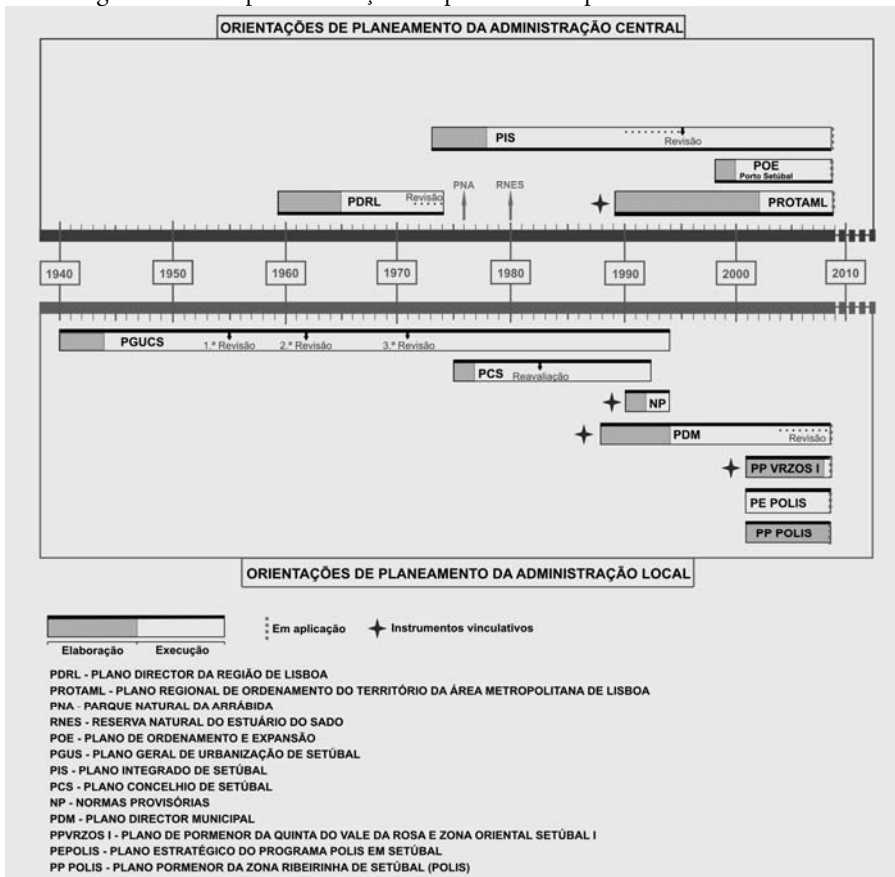 ORIENTAÇÕES DE PLANEAMENTO DA ADMINISTRAÇÃO CENTRAL
PIS
Revisão
POE
Porto Setúbal
PDRL
Revisão
PNA
RNES
PROTAML
1940
1950
1960
1970
1980
1990
2000
2010
PGUCS
1.ª Revisão
2.ª Revisão
3.ª Revisão
PCS
Reavaliação
NP
PDM
Revisão
PP VRZOS I
PE POLIS
PP POLIS
ORIENTAÇÕES DE PLANEAMENTO DA ADMINISTRAÇÃO LOCAL
Elaboração
Execução
Em aplicação
Instrumentos vinculativos
PDRL - PLANO DIRECTOR DA REGIÃO DE LISBOA
PROTAML - PLANO REGIONAL DE ORDENAMENTO DO TERRITÓRIO DA ÁREA METROPOLITANA DE LISBOA
PNA - PARQUE NATURAL DA ARRÁBIDA
RNES - RESERVA NATURAL DO ESTUÁRIO DO SADO
POE - PLANO DE ORDENAMENTO E EXPANSÃO
PGUS - PLANO GERAL DE URBANIZAÇÃO DE SETÚBAL
PIS - PLANO INTEGRADO DE SETÚBAL
PCS - PLANO CONCELHIO DE SETÚBAL
NP - NORMAS PROVISÓRIAS
PDM - PLANO DIRECTOR MUNICIPAL
PPVRZOS I - PLANO DE PORMENOR DA QUINTA DO VALE DA ROSA E ZONA ORIENTAL SETÚBAL I
PEPOLIS - PLANO ESTRATÉGICO DO PROGRAMA POLIS EM SETÚBAL
PP POLIS - PLANO PORMENOR DA ZONA RIBEIRINHA DE SETÚBAL (POLIS)